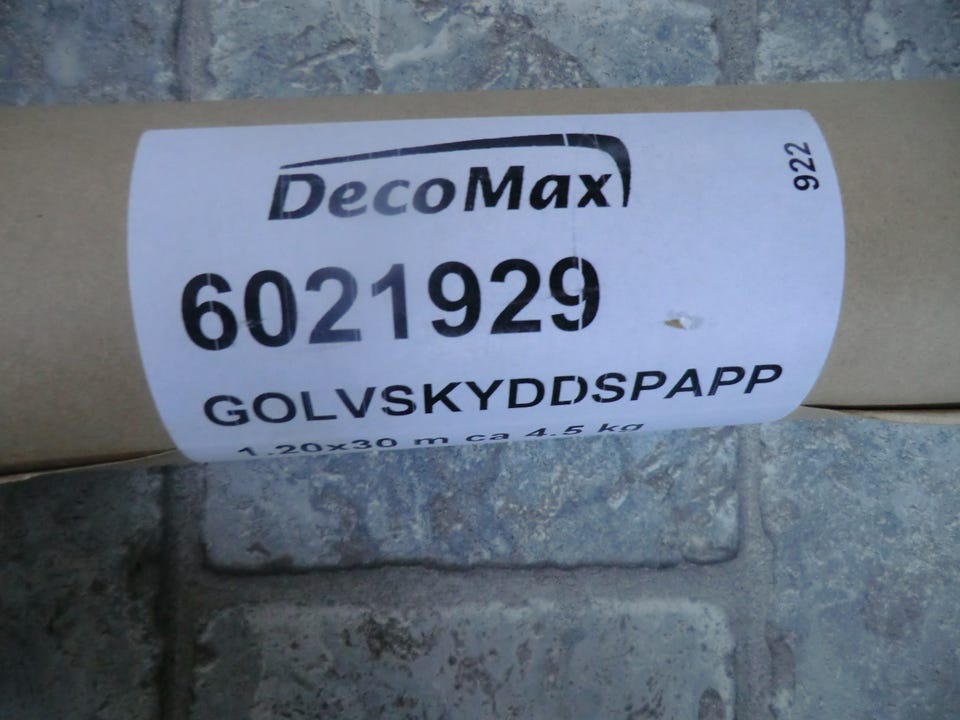 DecoMax
922
6021929
GOLVSKYDDSPAPP
1.20x30 m ca 4.5 kg